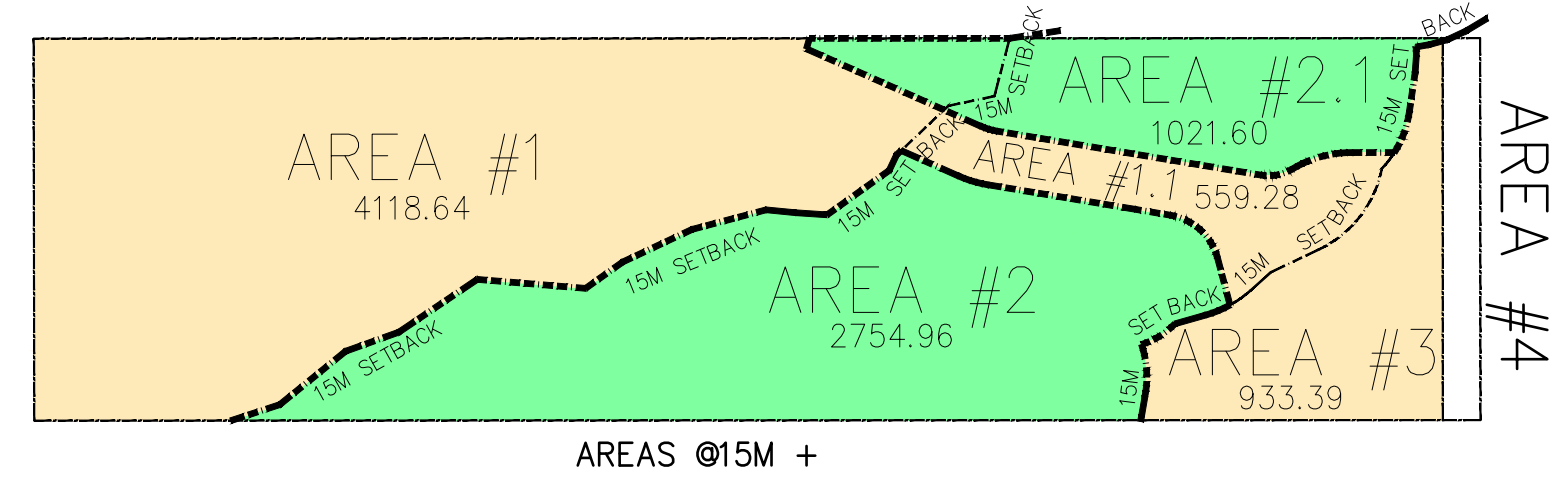 BACK
SETBACK
AREA #2.1
1021.60
15M SET
15M
AREA #1
4118.64
SET BACK
AREA #1.1
559.28
15M
15M SETBACK
AREA #2
2754.96
15M SETBACK
15M SETBACK
SET BACK
15M
AREA #3
933.39
AREA #4
AREAS @15M +